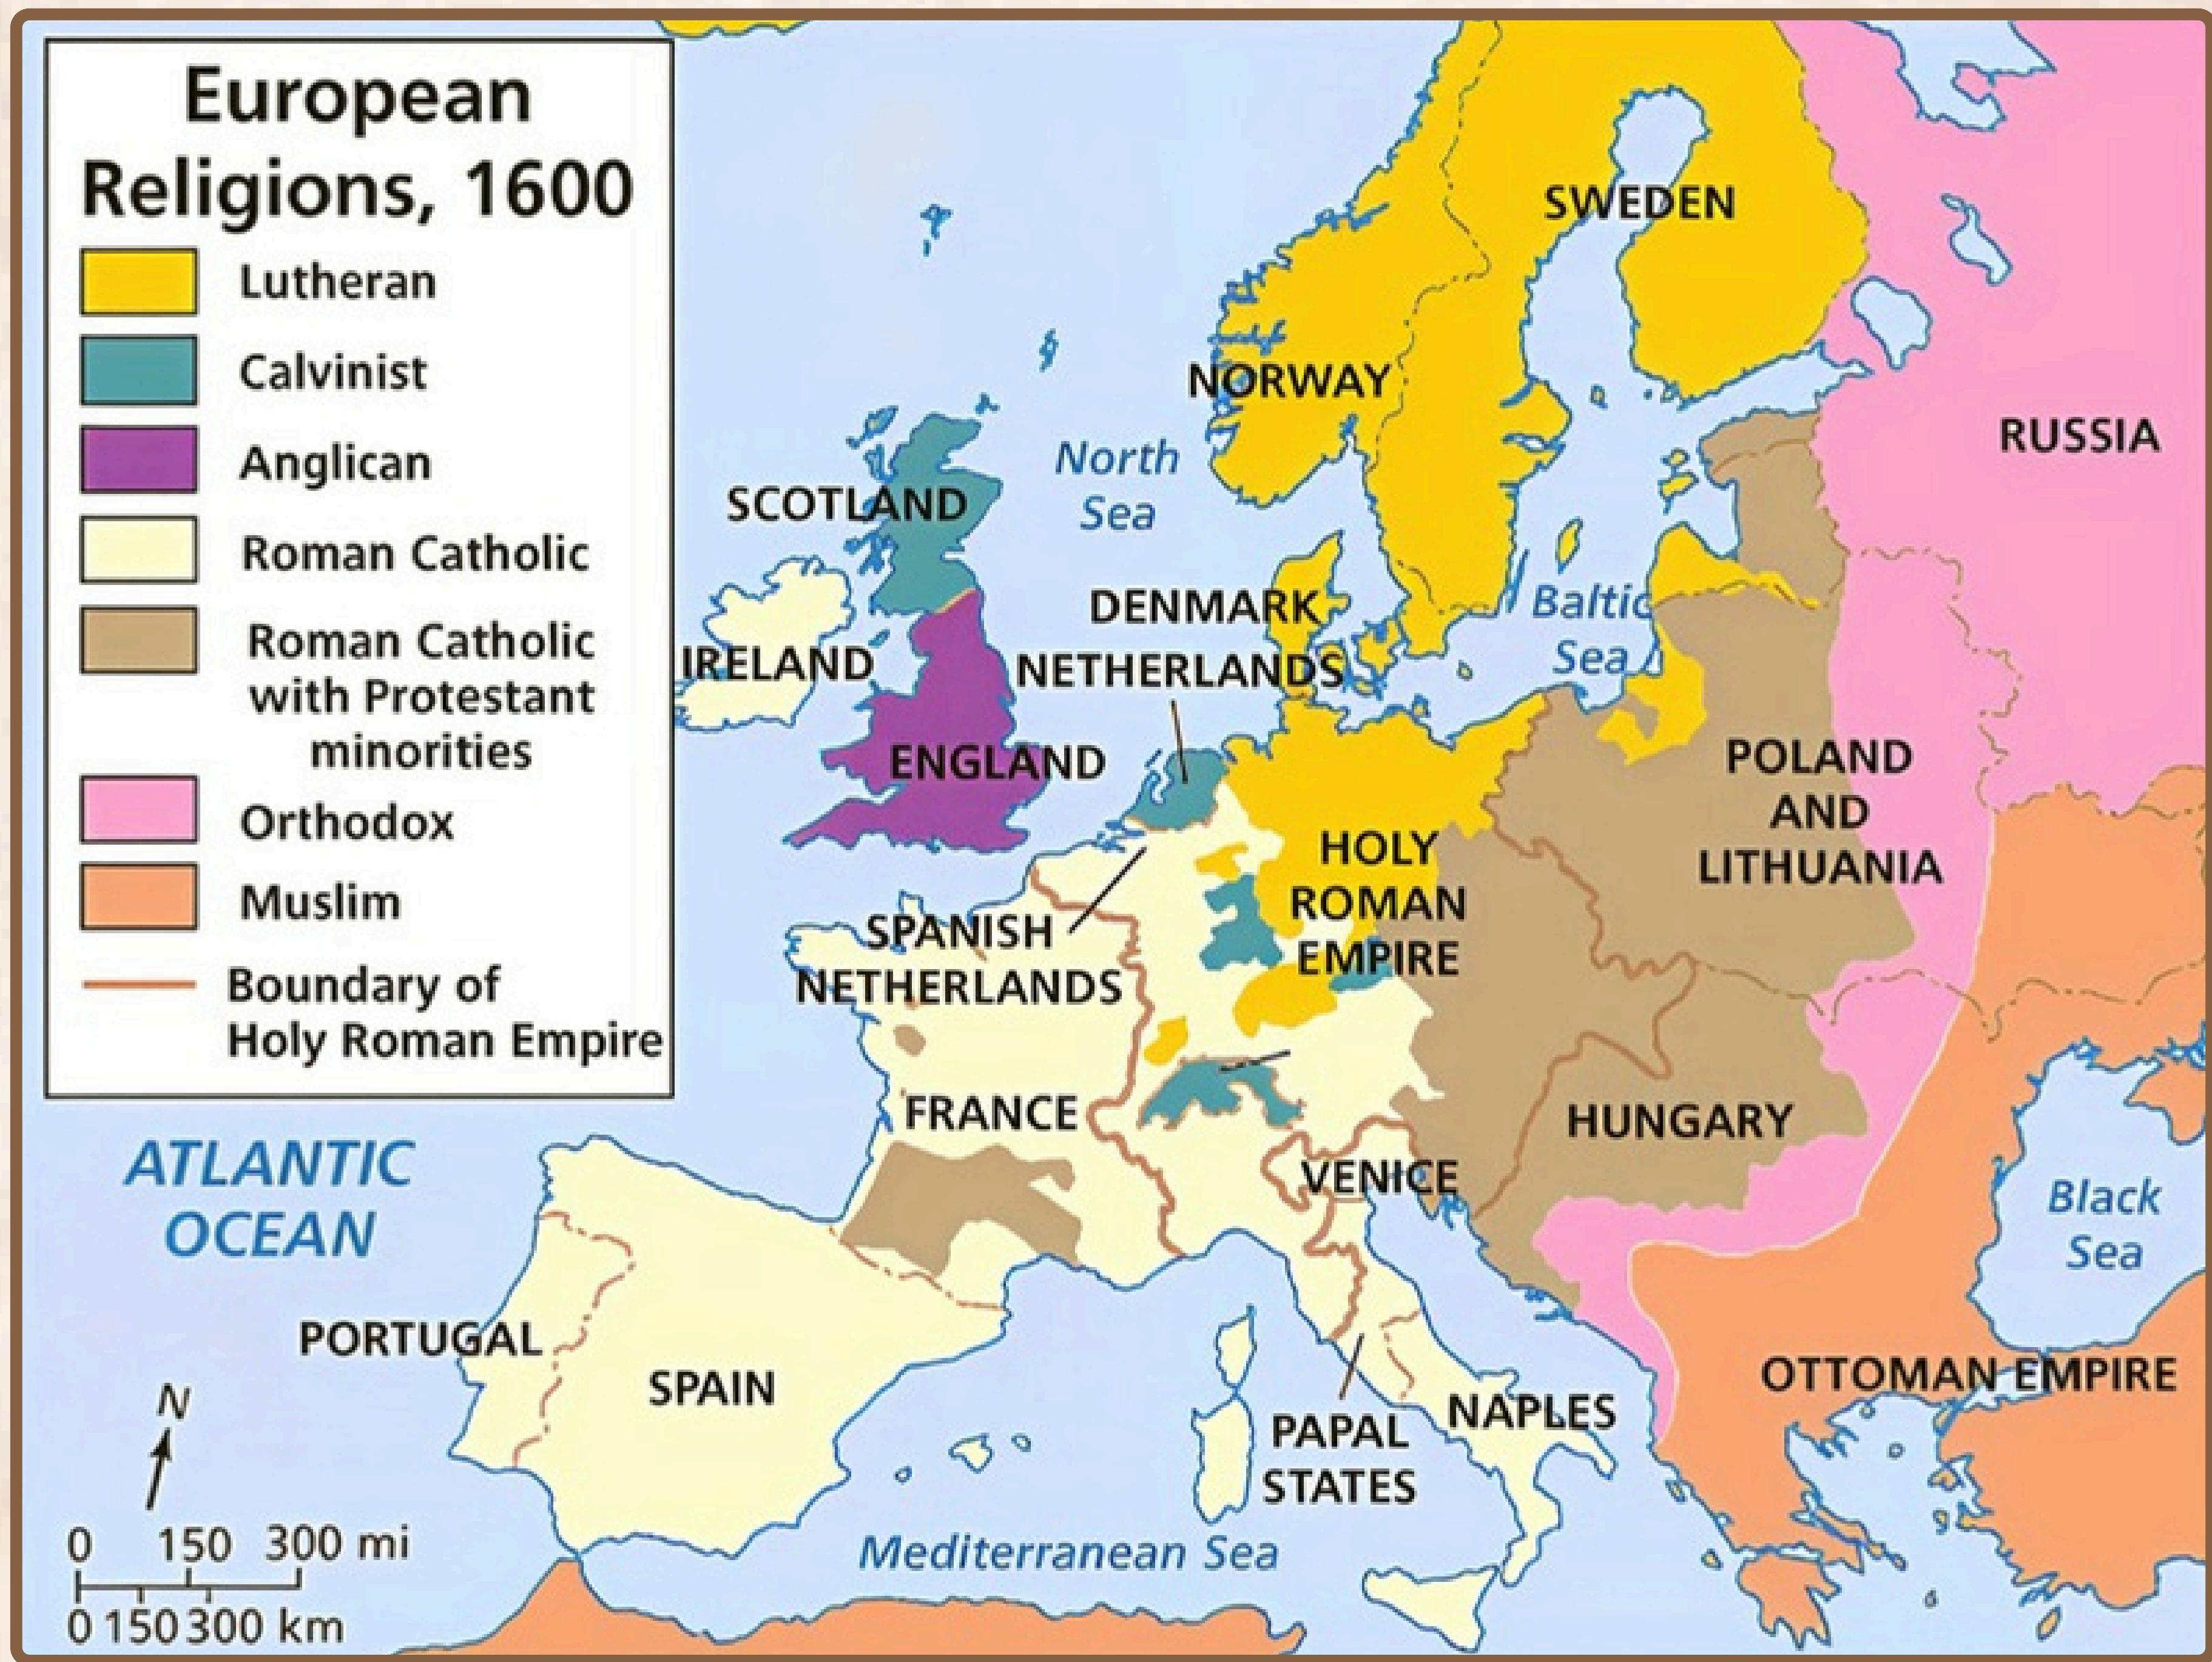 European
Religions, 1600
Lutheran
Calvinist
Anglican
Roman Catholic
Roman Catholic
with Protestant
minorities
Orthodox
Muslim
Boundary of
Holy Roman Empire
SWEDEN
NORWAY
RUSSIA
North
Sea
SCOTLAND
DENMARK
Baltic
Sea
IRELAND
NETHERLANDS
ENGLAND
POLAND
AND
LITHUANIA
HOLY
ROMAN
EMPIRE
SPANISH
NETHERLANDS
FRANCE
HUNGARY
VENICE
ATLANTIC
OCEAN
Black
Sea
PORTUGAL
SPAIN
OTTOMAN EMPIRE
NAPLES
PAPAL
STATES
Mediterranean Sea
N
0 150 300 mi
0 150 300 km